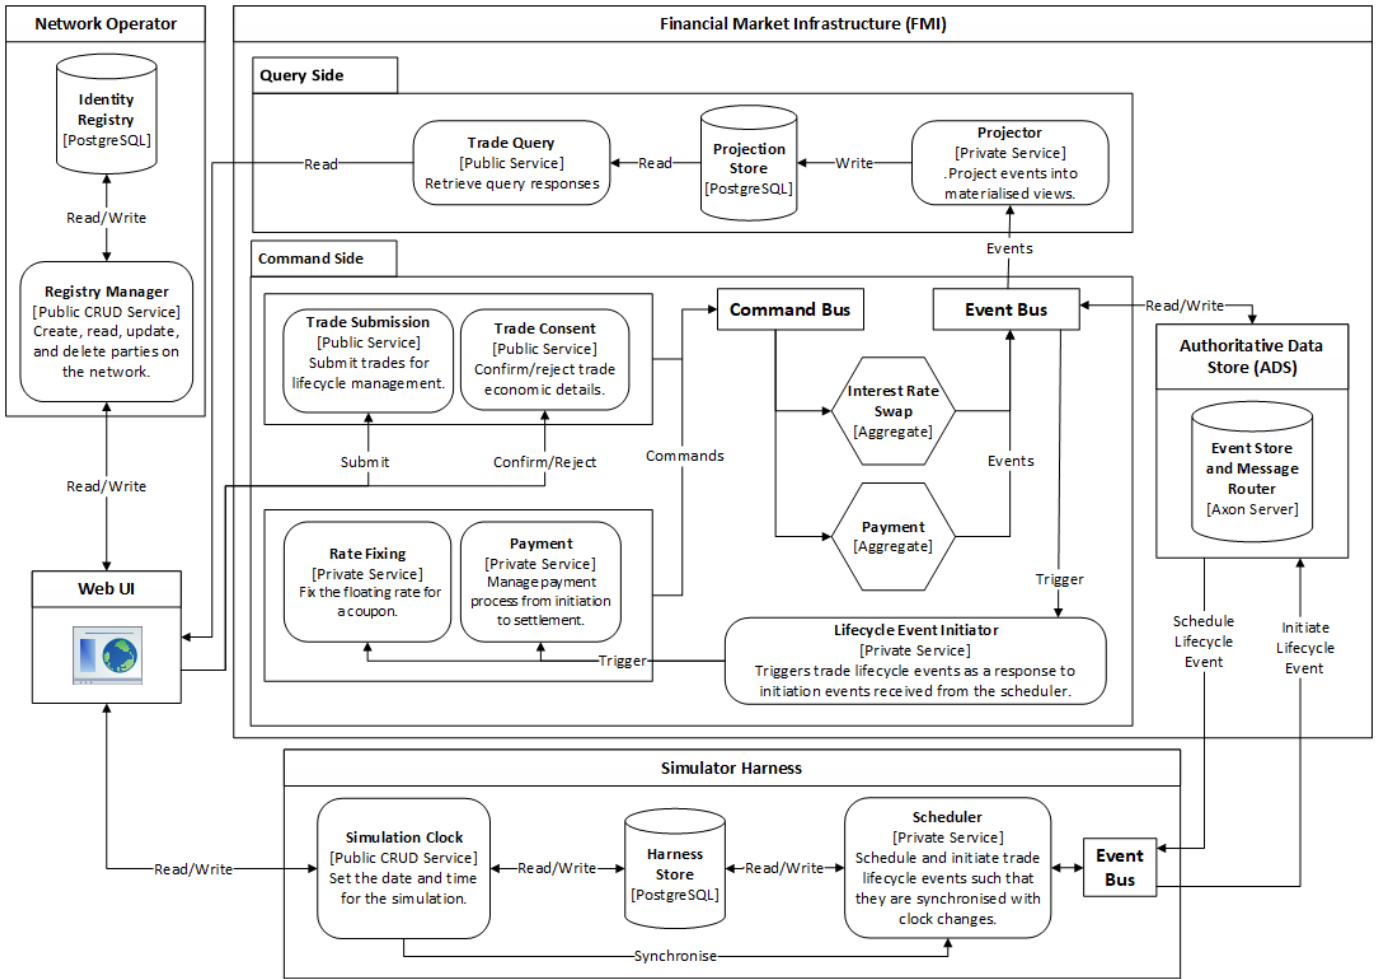 Network Operator
Identity
Registry
[PostgreSQL]
Read/Write
Registry Manager
[Public CRUD Service]
Create, read, update,
and delete parties on
the network.
Read/Write
Web UI
Financial Market Infrastructure (FMI)
Query Side
Read
Trade Query
[Public Service]
Retrieve query responses
Read
Projection
Store
[PostgreSQL]
Write
Projector
[Private Service]
.Project events into
materialised views.
Events
Command Side
Trade Submission
[Public Service]
Submit trades for
lifecycle management.
Trade Consent
[Public Service]
Confirm/reject trade
economic details.
Submit
Confirm/Reject
Commands
Command Bus
Event Bus
Read/Write
Interest Rate
Swap
[Aggregate]
Events
Payment
[Aggregate]
Rate Fixing
[Private Service]
Fix the floating rate for
a coupon.
Payment
[Private Service]
Manage payment
process from initiation
to settlement.
Trigger
Trigger
Lifecycle Event Initiator
[Private Service]
Triggers trade lifecycle events as a response to
initiation events received from the scheduler.
Authoritative Data
Store (ADS)
Event Store
and Message
Router
[Axon Server]
Schedule
Lifecycle
Event
Initiate
Lifecycle
Event
Simulator Harness
Read/Write
Simulation Clock
[Public CRUD Service]
Set the date and time
for the simulation.
Read/Write
Harness
Store
[PostgreSQL]
Read/Write
Scheduler
[Private Service]
Schedule and initiate trade
lifecycle events such that
they are synchronised with
clock changes.
Event
Bus
Synchronise